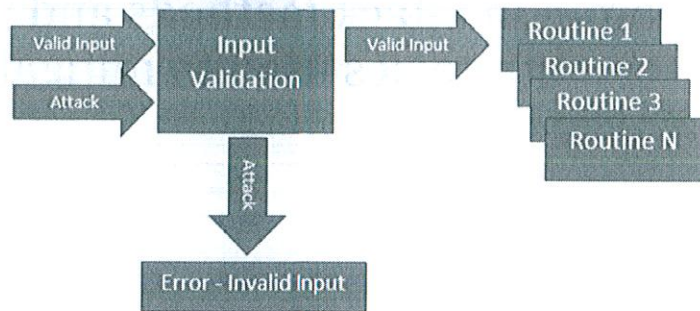 Valid Input
Attack
Input
Validation
Valid Input
Routine 1
Routine 2
Routine 3
Routine N
Attack
Error - Invalid Input